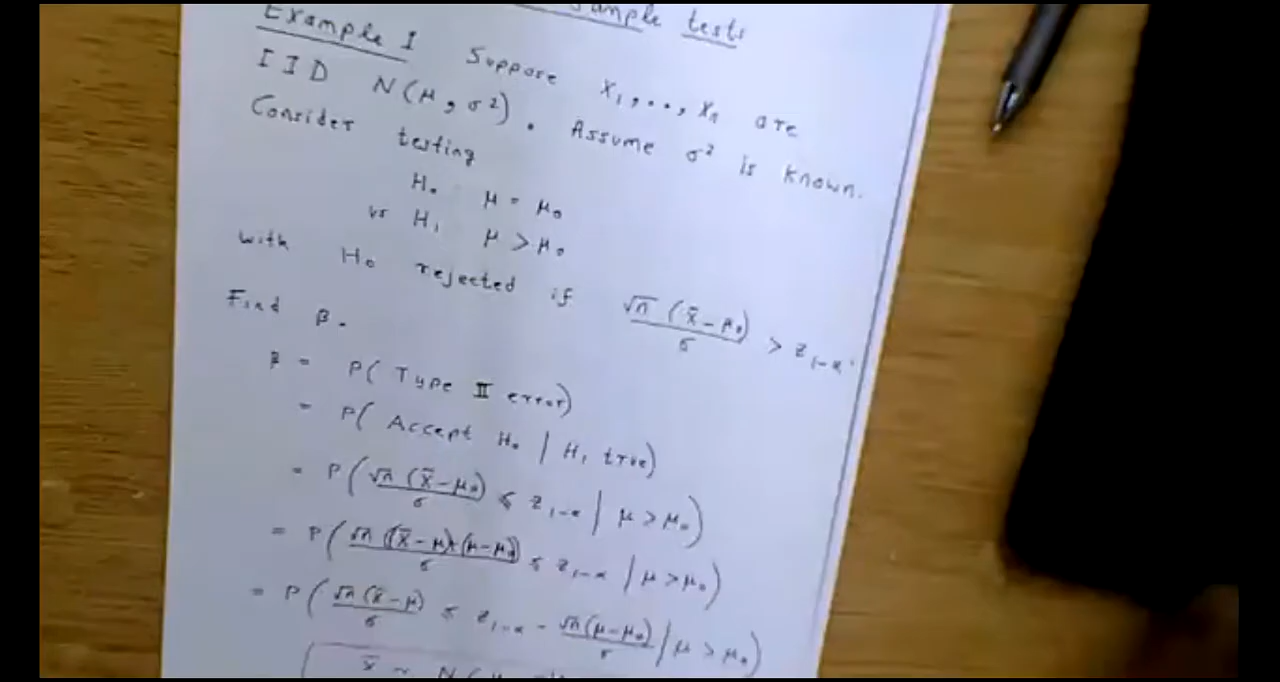 Sample tests
Example I Suppose X₁, ..., Xₙ are
IID N(μ, σ²). Assume σ² is known.
Consider testing
H₀ μ = μ₀
vs H₁ μ > μ₀
with H₀ rejected if √n (x̄ - μ₀) / σ > z₁₋α.
Find β.
β = P( Type II error)
= P( Accept H₀ | H₁ true)
= P( √n (x̄ - μ₀) / σ ≤ z₁₋α | μ > μ₀)
= P( √n ((x̄ - μ) + (μ - μ₀)) / σ ≤ z₁₋α | μ > μ₀)
= P( √n (x̄ - μ) / σ ≤ z₁₋α - √n (μ - μ₀) / σ | μ > μ₀)
x̄ ~ N(μ,